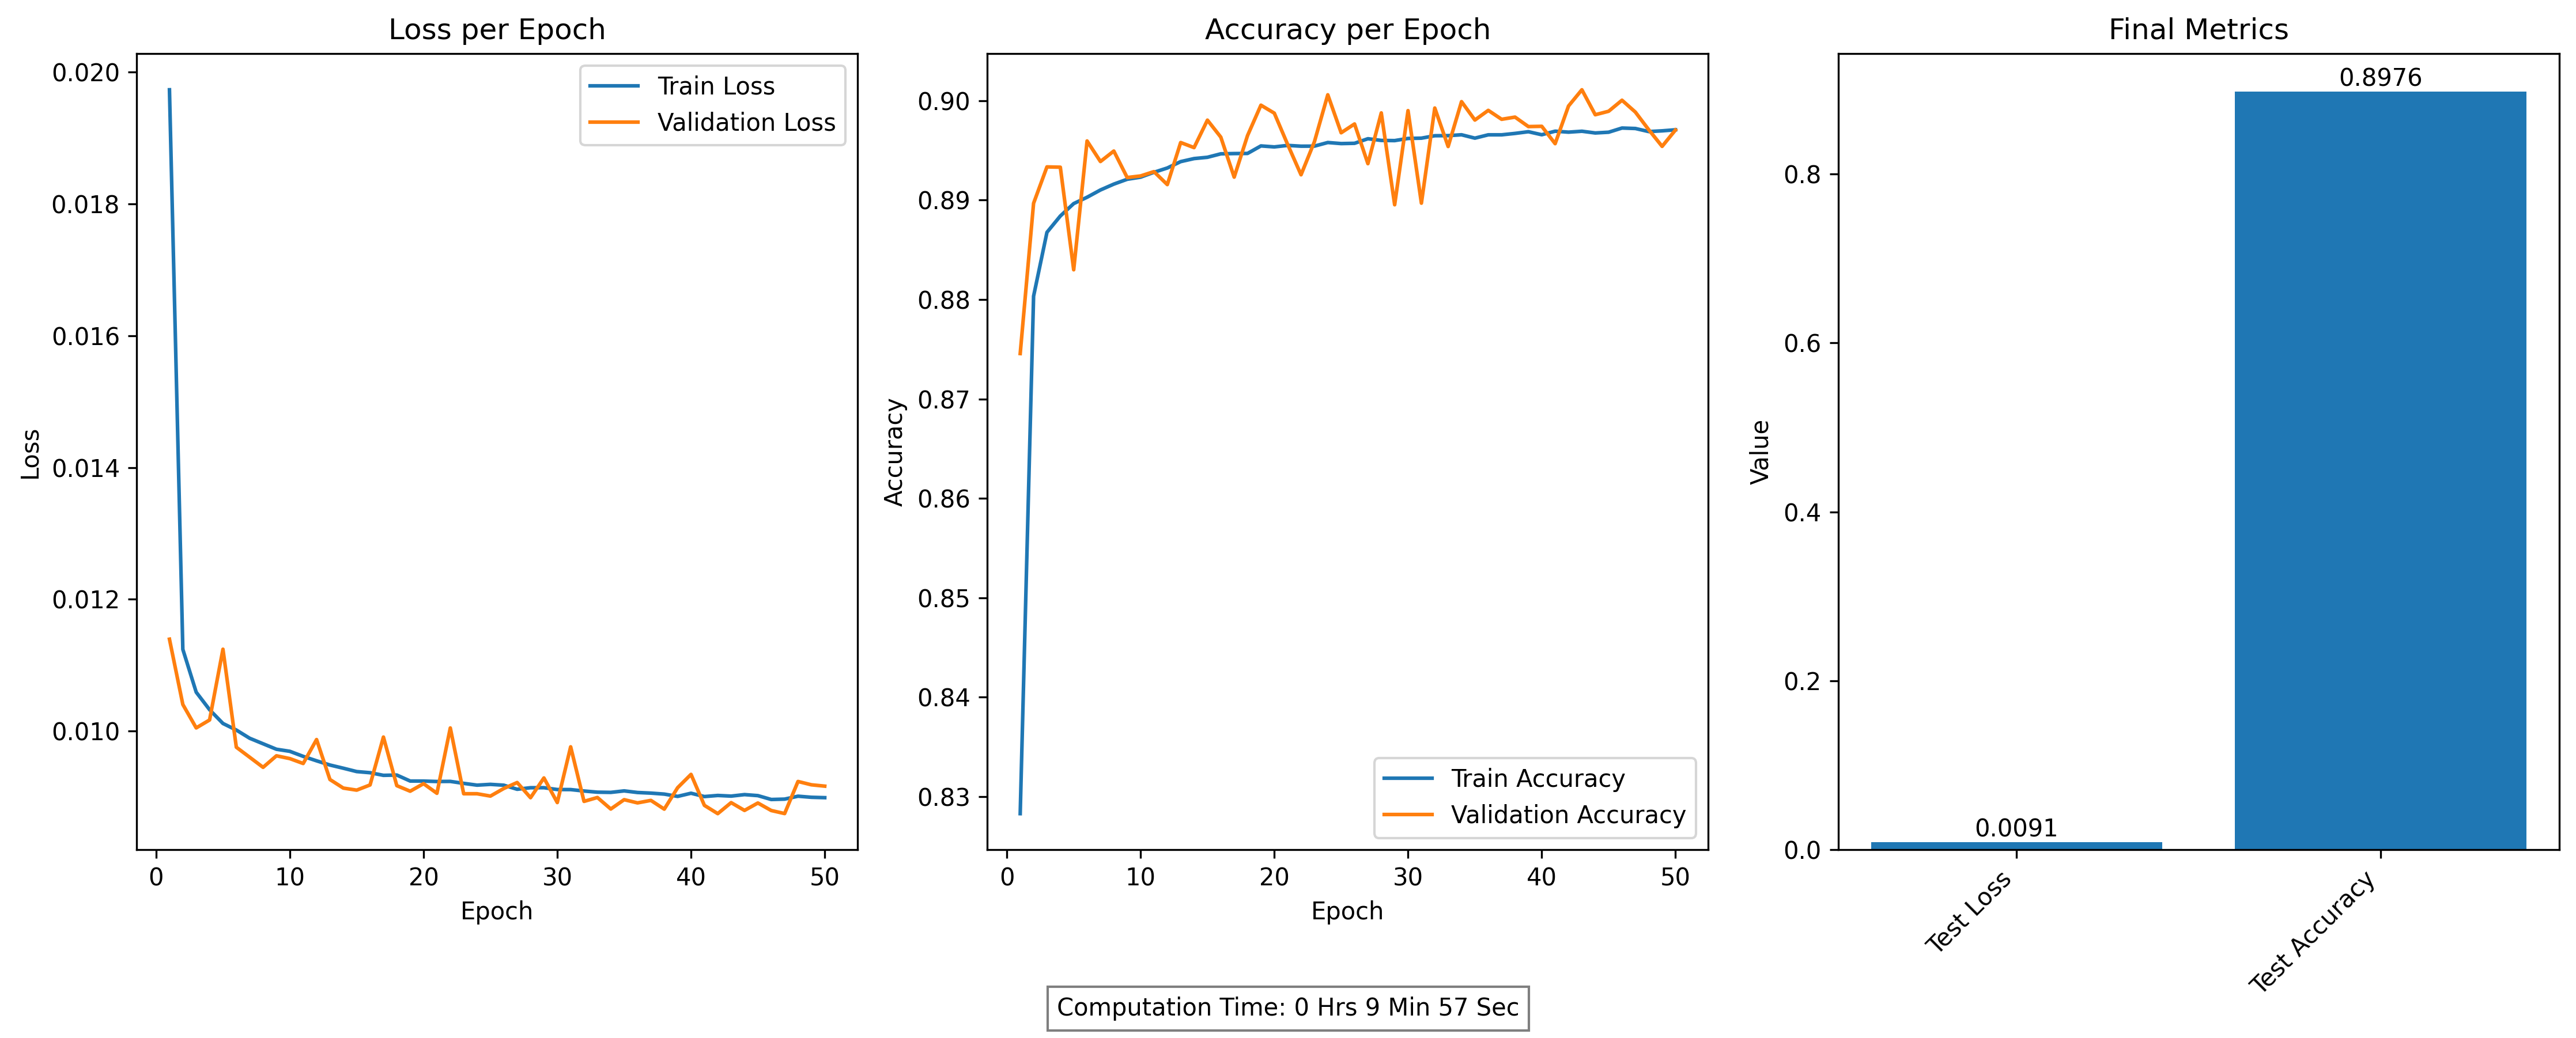 Loss per Epoch
0.020
0.018
0.016
0.014
0.012
0.010
Loss
0
10
20
30
40
50
Epoch
Train Loss
Validation Loss
Accuracy per Epoch
0.90
0.89
0.88
0.87
0.86
0.85
0.84
0.83
Accuracy
0
10
20
30
40
50
Epoch
Train Accuracy
Validation Accuracy
Final Metrics
0.8
0.6
0.4
0.2
0.0
Value
0.0091
0.8976
Test Loss
Test Accuracy
Computation Time: 0 Hrs 9 Min 57 Sec